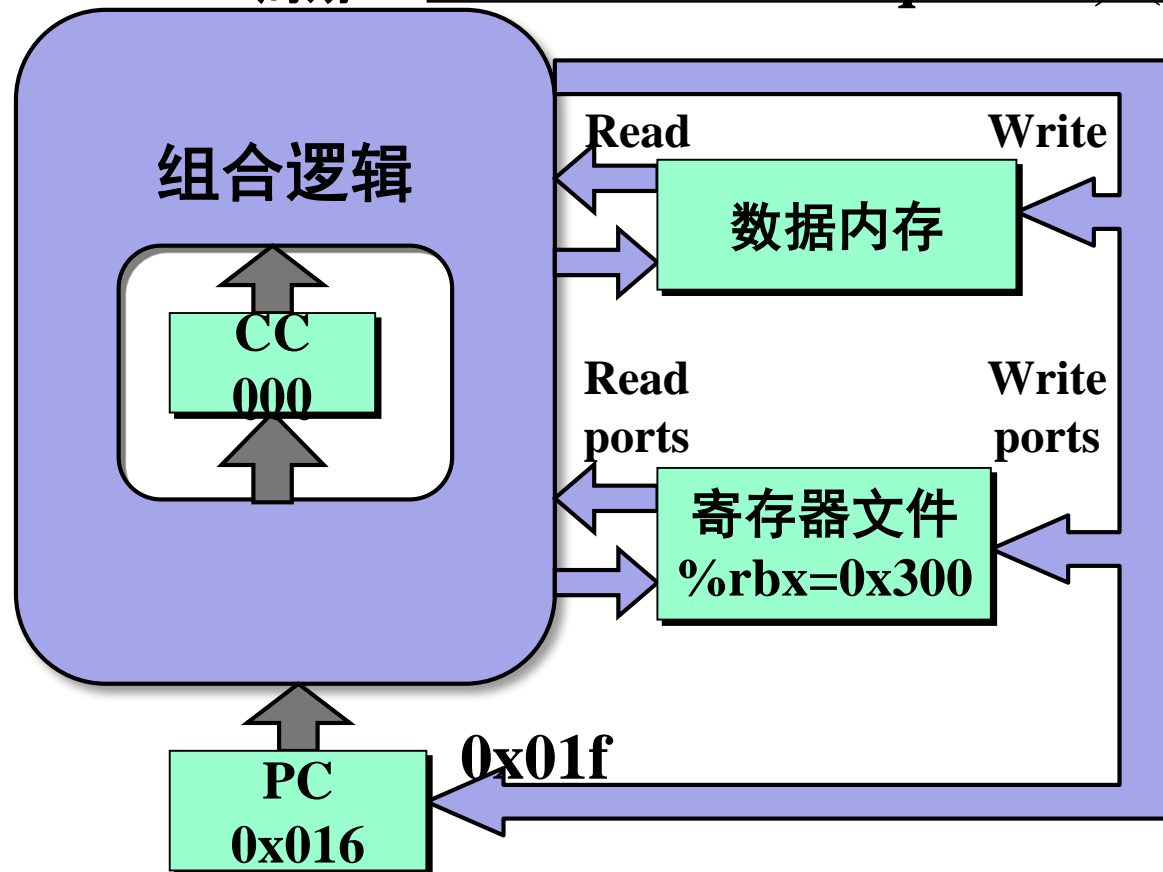 Read
Write
组合逻辑
数据内存
CC
000
Read
ports
Write
ports
寄存器文件
%rbx=0x300
0x01f
PC
0x016